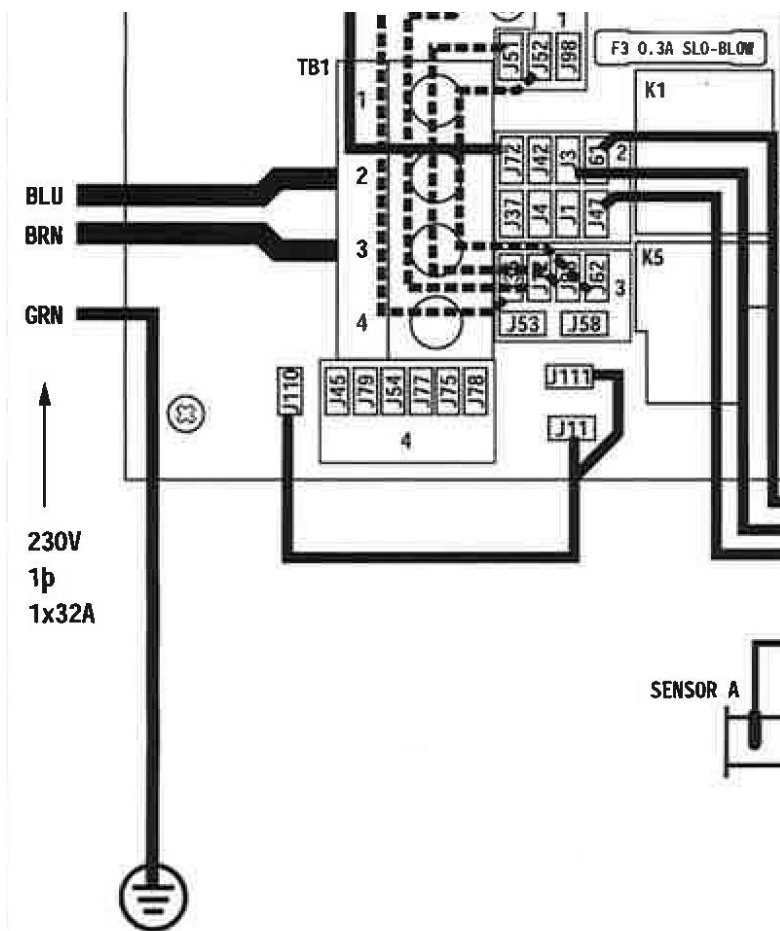 1
J51
J52
J98
F3 0.3A SLO-BLOW
TB1
K1
1
J72
J42
J3
2
BLU
2
BRN
3
J37
J4
J1
J47
K5
J62
3
GRN
4
J53
J58
J110
J45
J79
J54
J77
J75
J78
J111
4
J11
230V
1ϸ
1x32A
SENSOR A